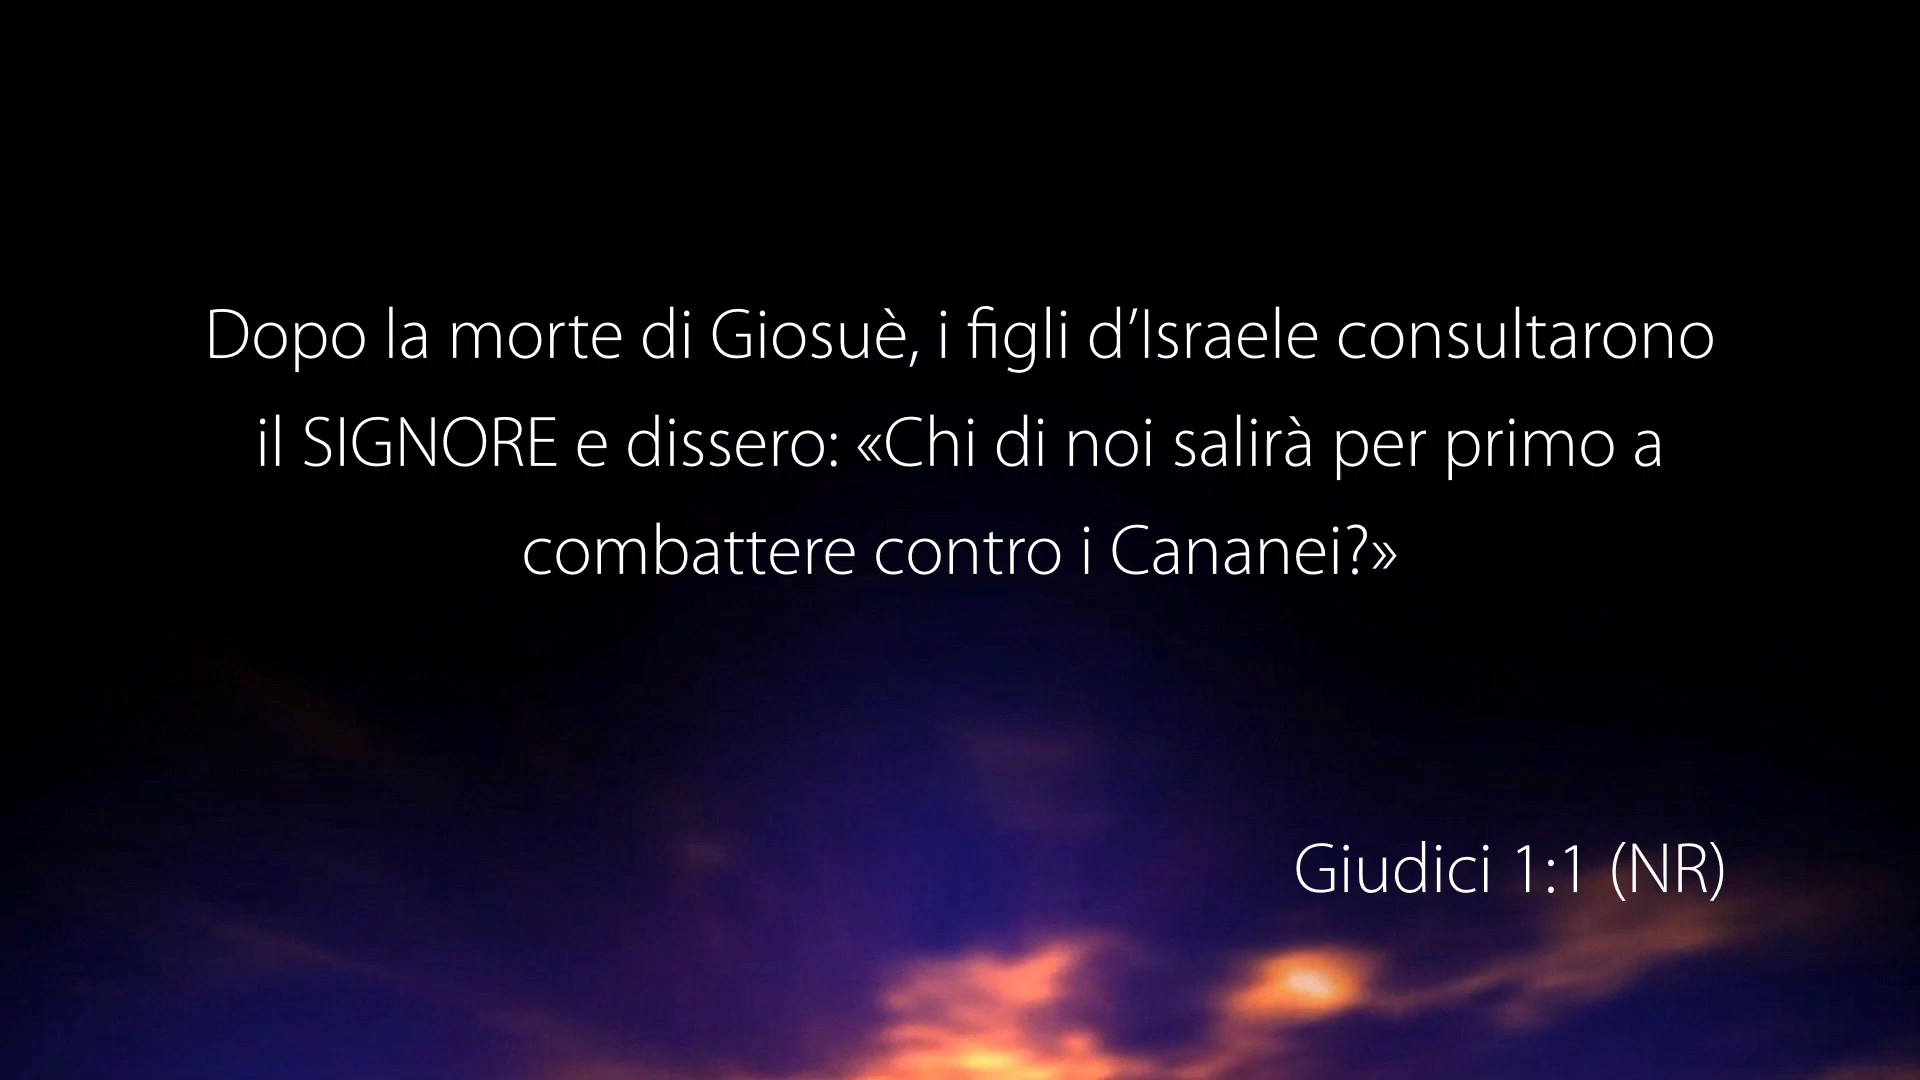 Dopo la morte di Giosuè, i figli d’Israele consultarono
il SIGNORE e dissero: «Chi di noi salirà per primo a
combattere contro i Cananei?»
Giudici 1:1 (NR)